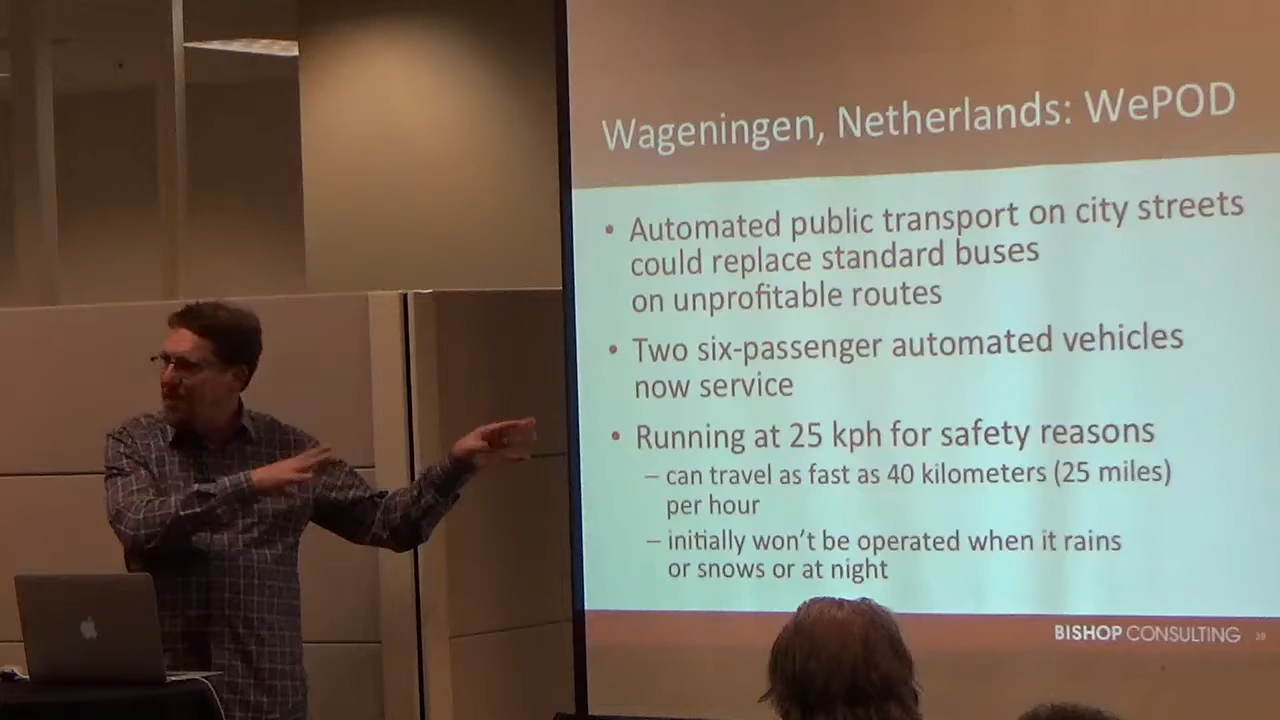 Wageningen, Netherlands: WePOD
• Automated public transport on city streets
could replace standard buses
on unprofitable routes
• Two six-passenger automated vehicles
now service
• Running at 25 kph for safety reasons
– can travel as fast as 40 kilometers (25 miles)
per hour
– initially won't be operated when it rains
or snows or at night
BISHOP CONSULTING 39